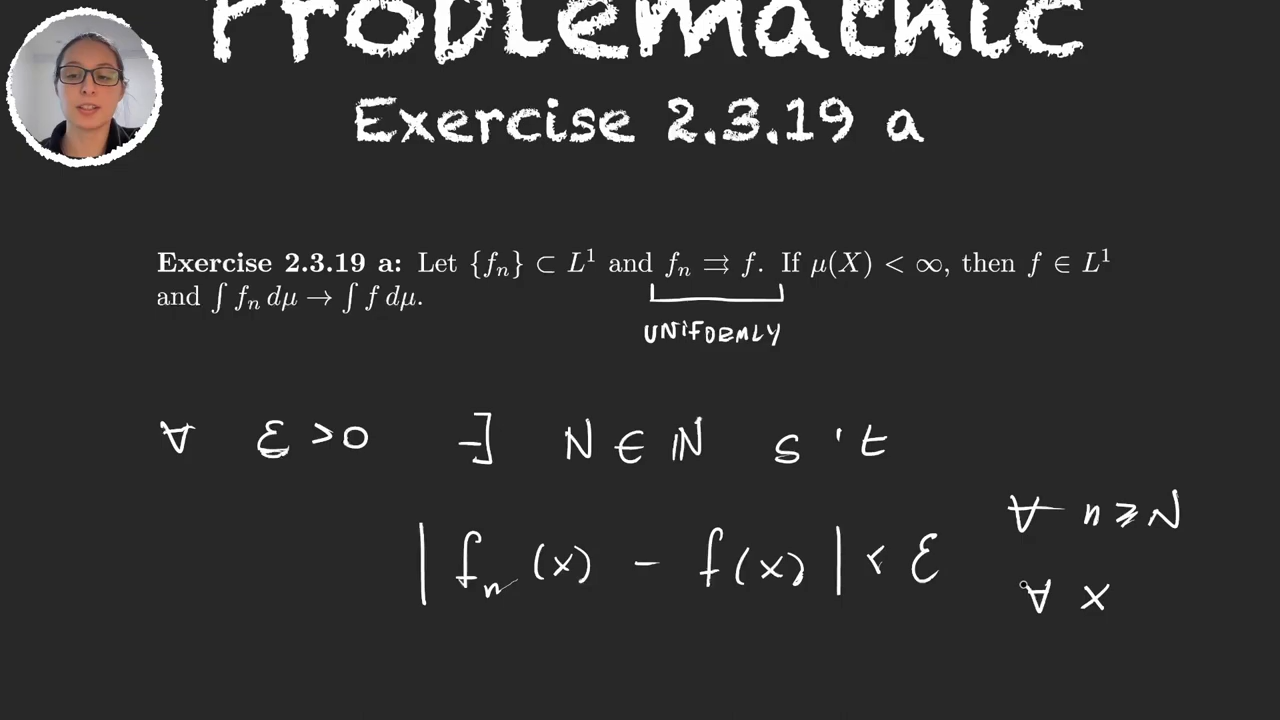 Problemathic
Exercise 2.3.19 a
Exercise 2.3.19 a: Let {fₙ} ⊂ L¹ and fₙ ⇉ f. If μ(X) < ∞, then f ∈ L¹
and ∫ fₙ dμ → ∫ f dμ.
UNIFORMLY
∀ ε > 0 ∃ N ∈ ℕ s.t
|fₙ(x) - f(x)| < ε ∀ n ≥ N
∀ x